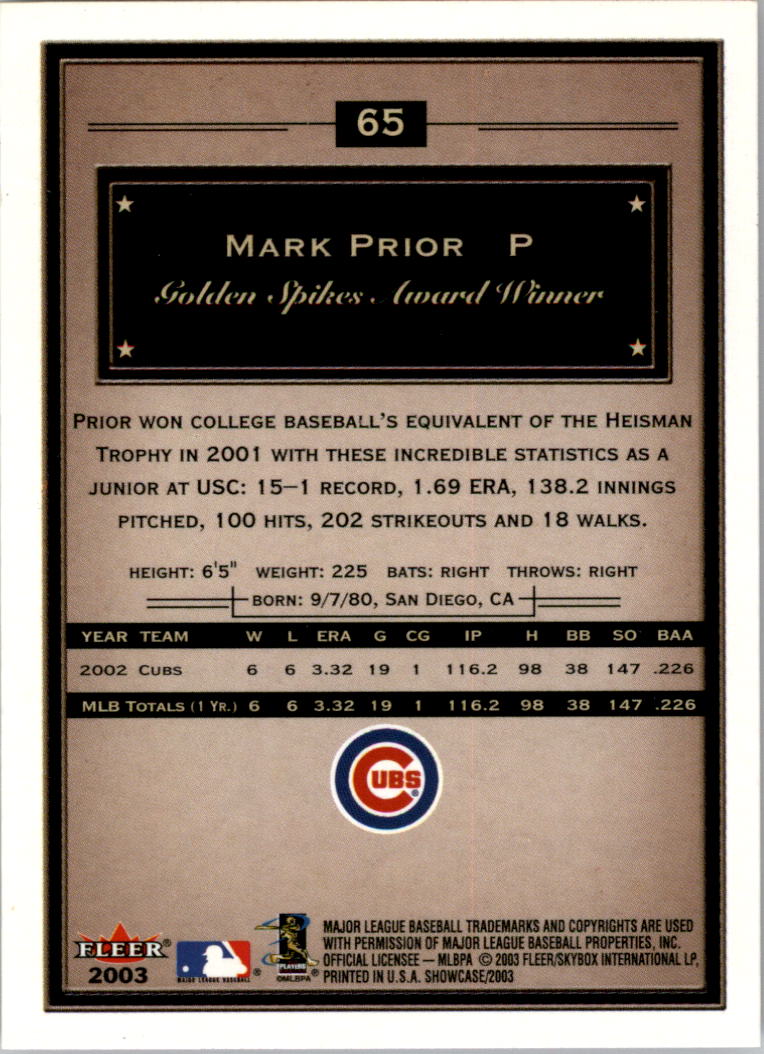 65
MARK PRIOR P
Golden Spikes Award Winner
PRIOR WON COLLEGE BASEBALL'S EQUIVALENT OF THE HEISMAN
TROPHY IN 2001 WITH THESE INCREDIBLE STATISTICS AS A
JUNIOR AT USC: 15–1 RECORD, 1.69 ERA, 138.2 INNINGS
PITCHED, 100 HITS, 202 STRIKEOUTS AND 18 WALKS.
HEIGHT: 6'5" WEIGHT: 225 BATS: RIGHT THROWS: RIGHT
BORN: 9/7/80, SAN DIEGO, CA
YEAR TEAM W L ERA G CG IP H BB SO BAA
2002 CUBS 6 6 3.32 19 1 116.2 98 38 147 .226
MLB TOTALS (1 YR.) 6 6 3.32 19 1 116.2 98 38 147 .226
CUBS®
FLEER®
2003
MAJOR LEAGUE BASEBALL ®
PLAYERS ®
©MLBPA
MAJOR LEAGUE BASEBALL TRADEMARKS AND COPYRIGHTS ARE USED
WITH PERMISSION OF MAJOR LEAGUE BASEBALL PROPERTIES, INC.
OFFICIAL LICENSEE — MLBPA © 2003 FLEER/SKYBOX INTERNATIONAL LP,
PRINTED IN U.S.A. SHOWCASE/2003